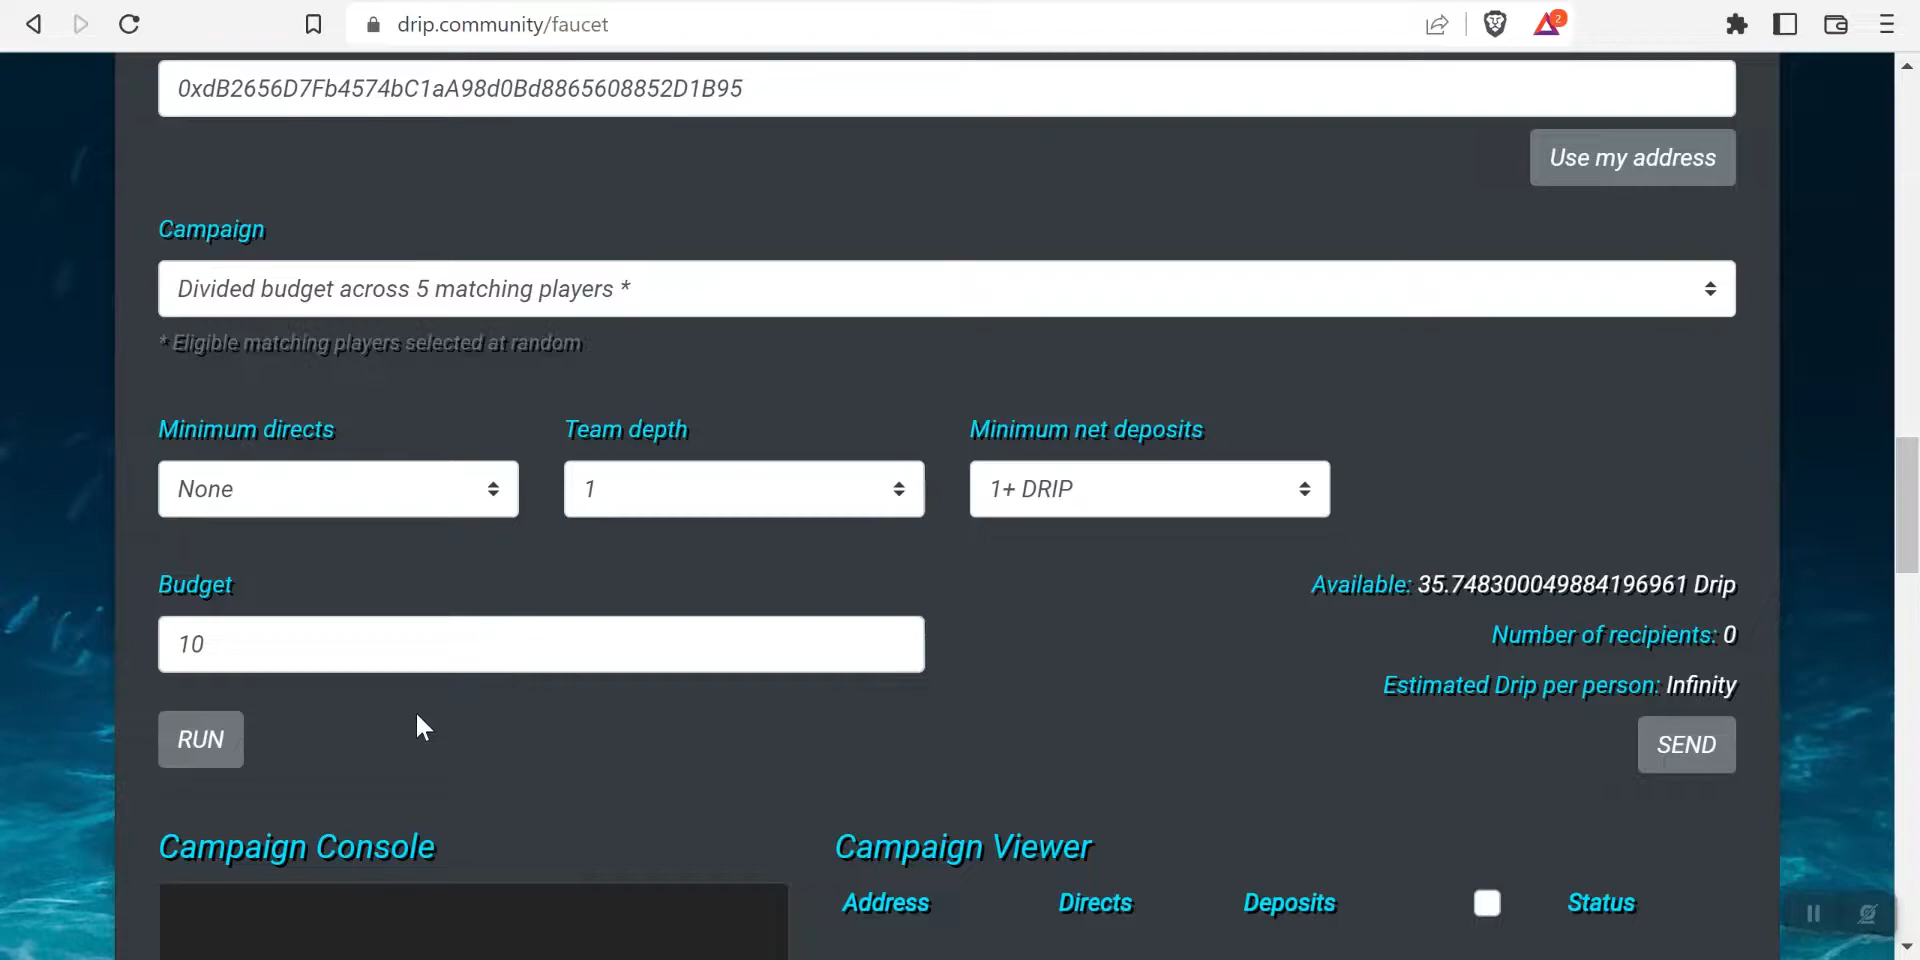 drip.community/faucet
2
0xdB2656D7Fb4574bC1aA98d0Bd8865608852D1B95
Use my address
Campaign
Divided budget across 5 matching players *
* Eligible matching players selected at random
Minimum directs
Team depth
Minimum net deposits
None
1
1+ DRIP
Budget
Available: 35.748300049884196961 Drip
10
Number of recipients: 0
Estimated Drip per person: Infinity
RUN
SEND
Campaign Console
Campaign Viewer
Address
Directs
Deposits
Status